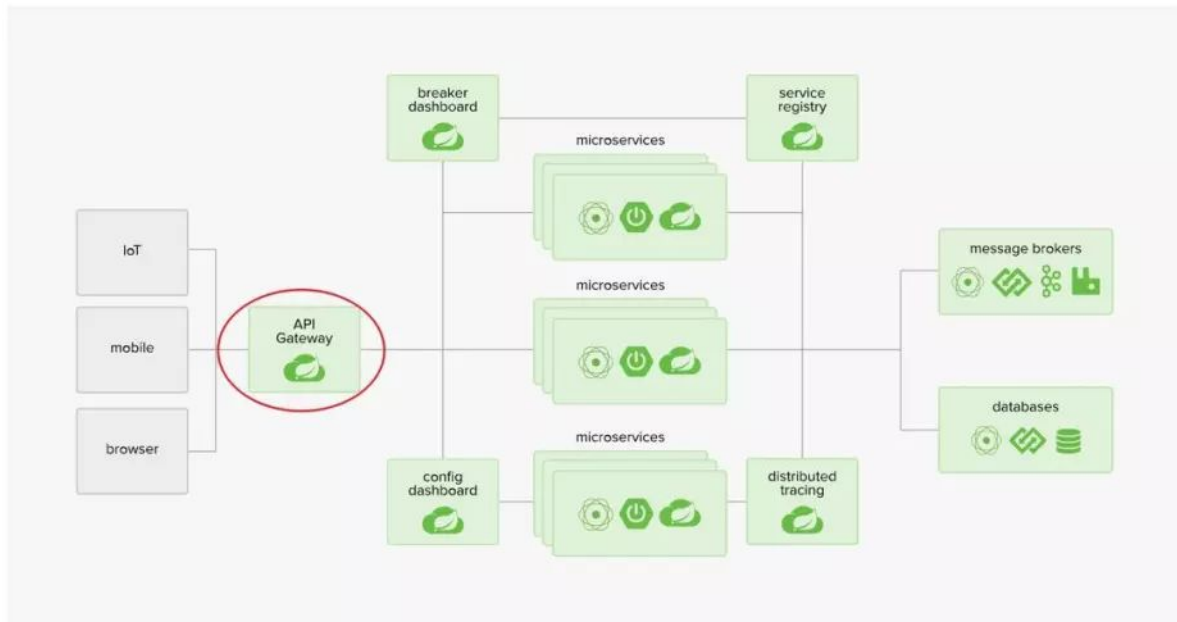 breaker
dashboard
service
registry
microservices
IoT
message brokers
microservices
API
Gateway
mobile
databases
microservices
browser
config
dashboard
distributed
tracing